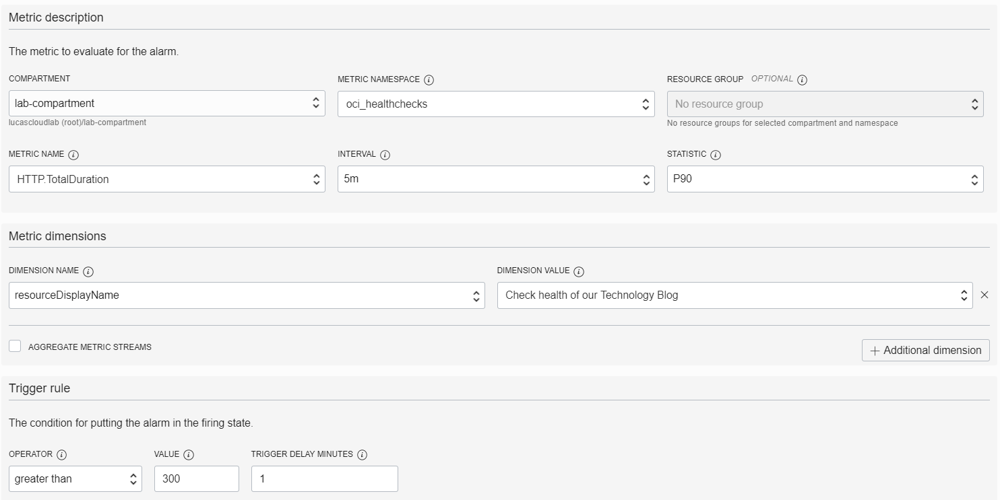 Metric description
The metric to evaluate for the alarm.
COMPARTMENT
METRIC NAMESPACE
RESOURCE GROUP OPTIONAL
lab-compartment
oci_healthchecks
No resource group
lucascloudlab (root)/lab-compartment
No resource groups for selected compartment and namespace
METRIC NAME
INTERVAL
STATISTIC
HTTP.TotalDuration
5m
P90
Metric dimensions
DIMENSION NAME
DIMENSION VALUE
resourceDisplayName
Check health of our Technology Blog
AGGREGATE METRIC STREAMS
+ Additional dimension
Trigger rule
The condition for putting the alarm in the firing state.
OPERATOR
VALUE
TRIGGER DELAY MINUTES
greater than
300
1